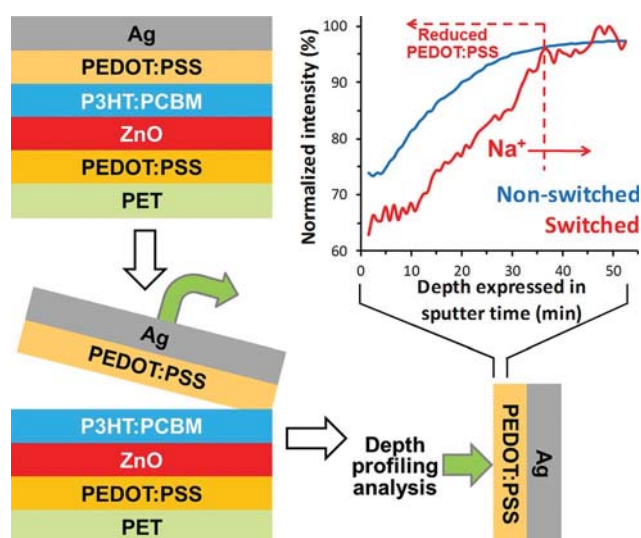 Ag
PEDOT:PSS
P3HT:PCBM
ZnO
PEDOT:PSS
PET
Ag
PEDOT:PSS
P3HT:PCBM
ZnO
PEDOT:PSS
PET
Normalized intensity (%)
100
90
80
70
60
Reduced
PEDOT:PSS
Na⁺
Non-switched
Switched
0 10 20 30 40 50
Depth expressed in
sputter time (min)
Depth
profiling
analysis
PEDOT:PSS
Ag